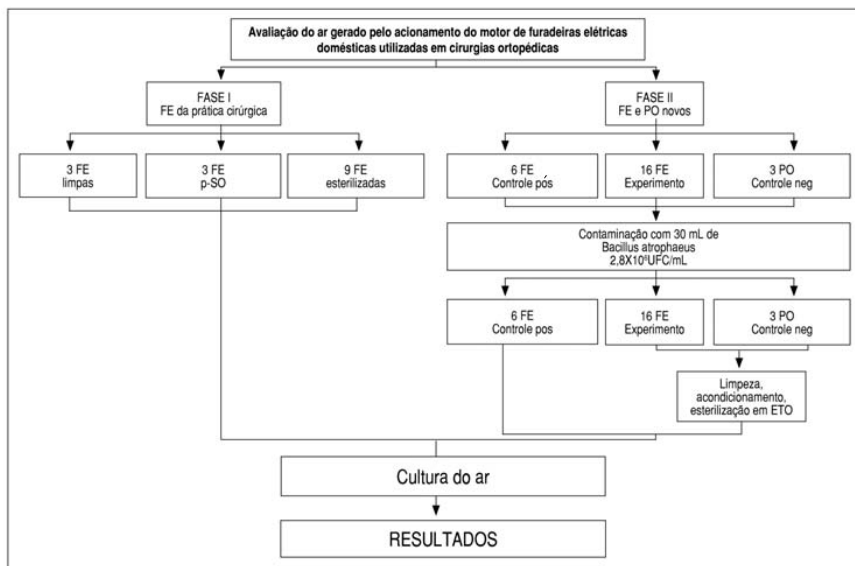 Avaliação do ar gerado pelo acionamento do motor de furadeiras elétricas
domésticas utilizadas em cirurgias ortopédicas
FASE I
FE da prática cirúrgica
FASE II
FE e PO novos
3 FE
limpas
3 FE
p-SO
9 FE
esterilizadas
6 FE
Controle pós
16 FE
Experimento
3 PO
Controle neg
Contaminação com 30 mL de
Bacillus atrophaeus
2,8X10⁶UFC/mL
6 FE
Controle pos
16 FE
Experimento
3 PO
Controle neg
Limpeza,
acondicionamento,
esterilização em ETO
Cultura do ar
RESULTADOS